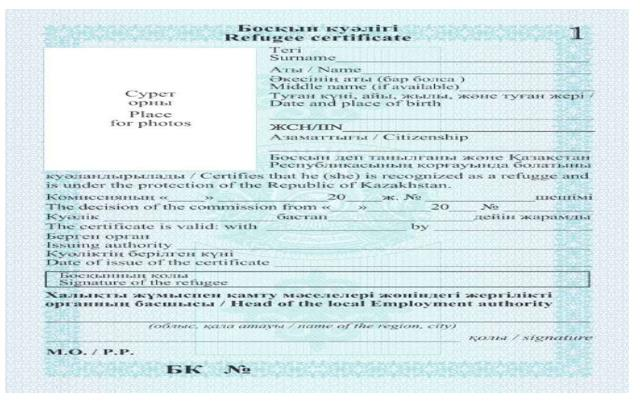 Босқын куәлігі
Refugee certificate
1
Тегі
Surname
Аты / Name
Әкесінің аты (бар болса )
Middle name (if available)
Туған күні, айы, жылы, және туған жері /
Date and place of birth
Сурет
орны
Place
for photos
ЖСН/IIN
Азаматтығы / Citizenship
Босқын деп танылғаны және Қазақстан
Республикасының қорғауында болатыны
куәландырылады / Certifies that he (she) is recognized as a refugge and
is under the protection of the Republic of Kazakhstan.
Комиссияның « » 20 ж. № шешімі
The decision of the commission from « » 20 №
Куәлік бастап дейін жарамды
The certificate is valid: with by
Берген орган
Issuing authority
Куәліктің берілген күні
Date of issue of the certificate
Босқынның қолы
Signature of the refugee
Халықты жұмыспен қамту мәселелері жөніндегі жергілікті
органның басшысы / Head of the local Employment authority
(облыс, қала атауы / name of the region, city)
қолы / signature
М.О. / P.P.
БК №